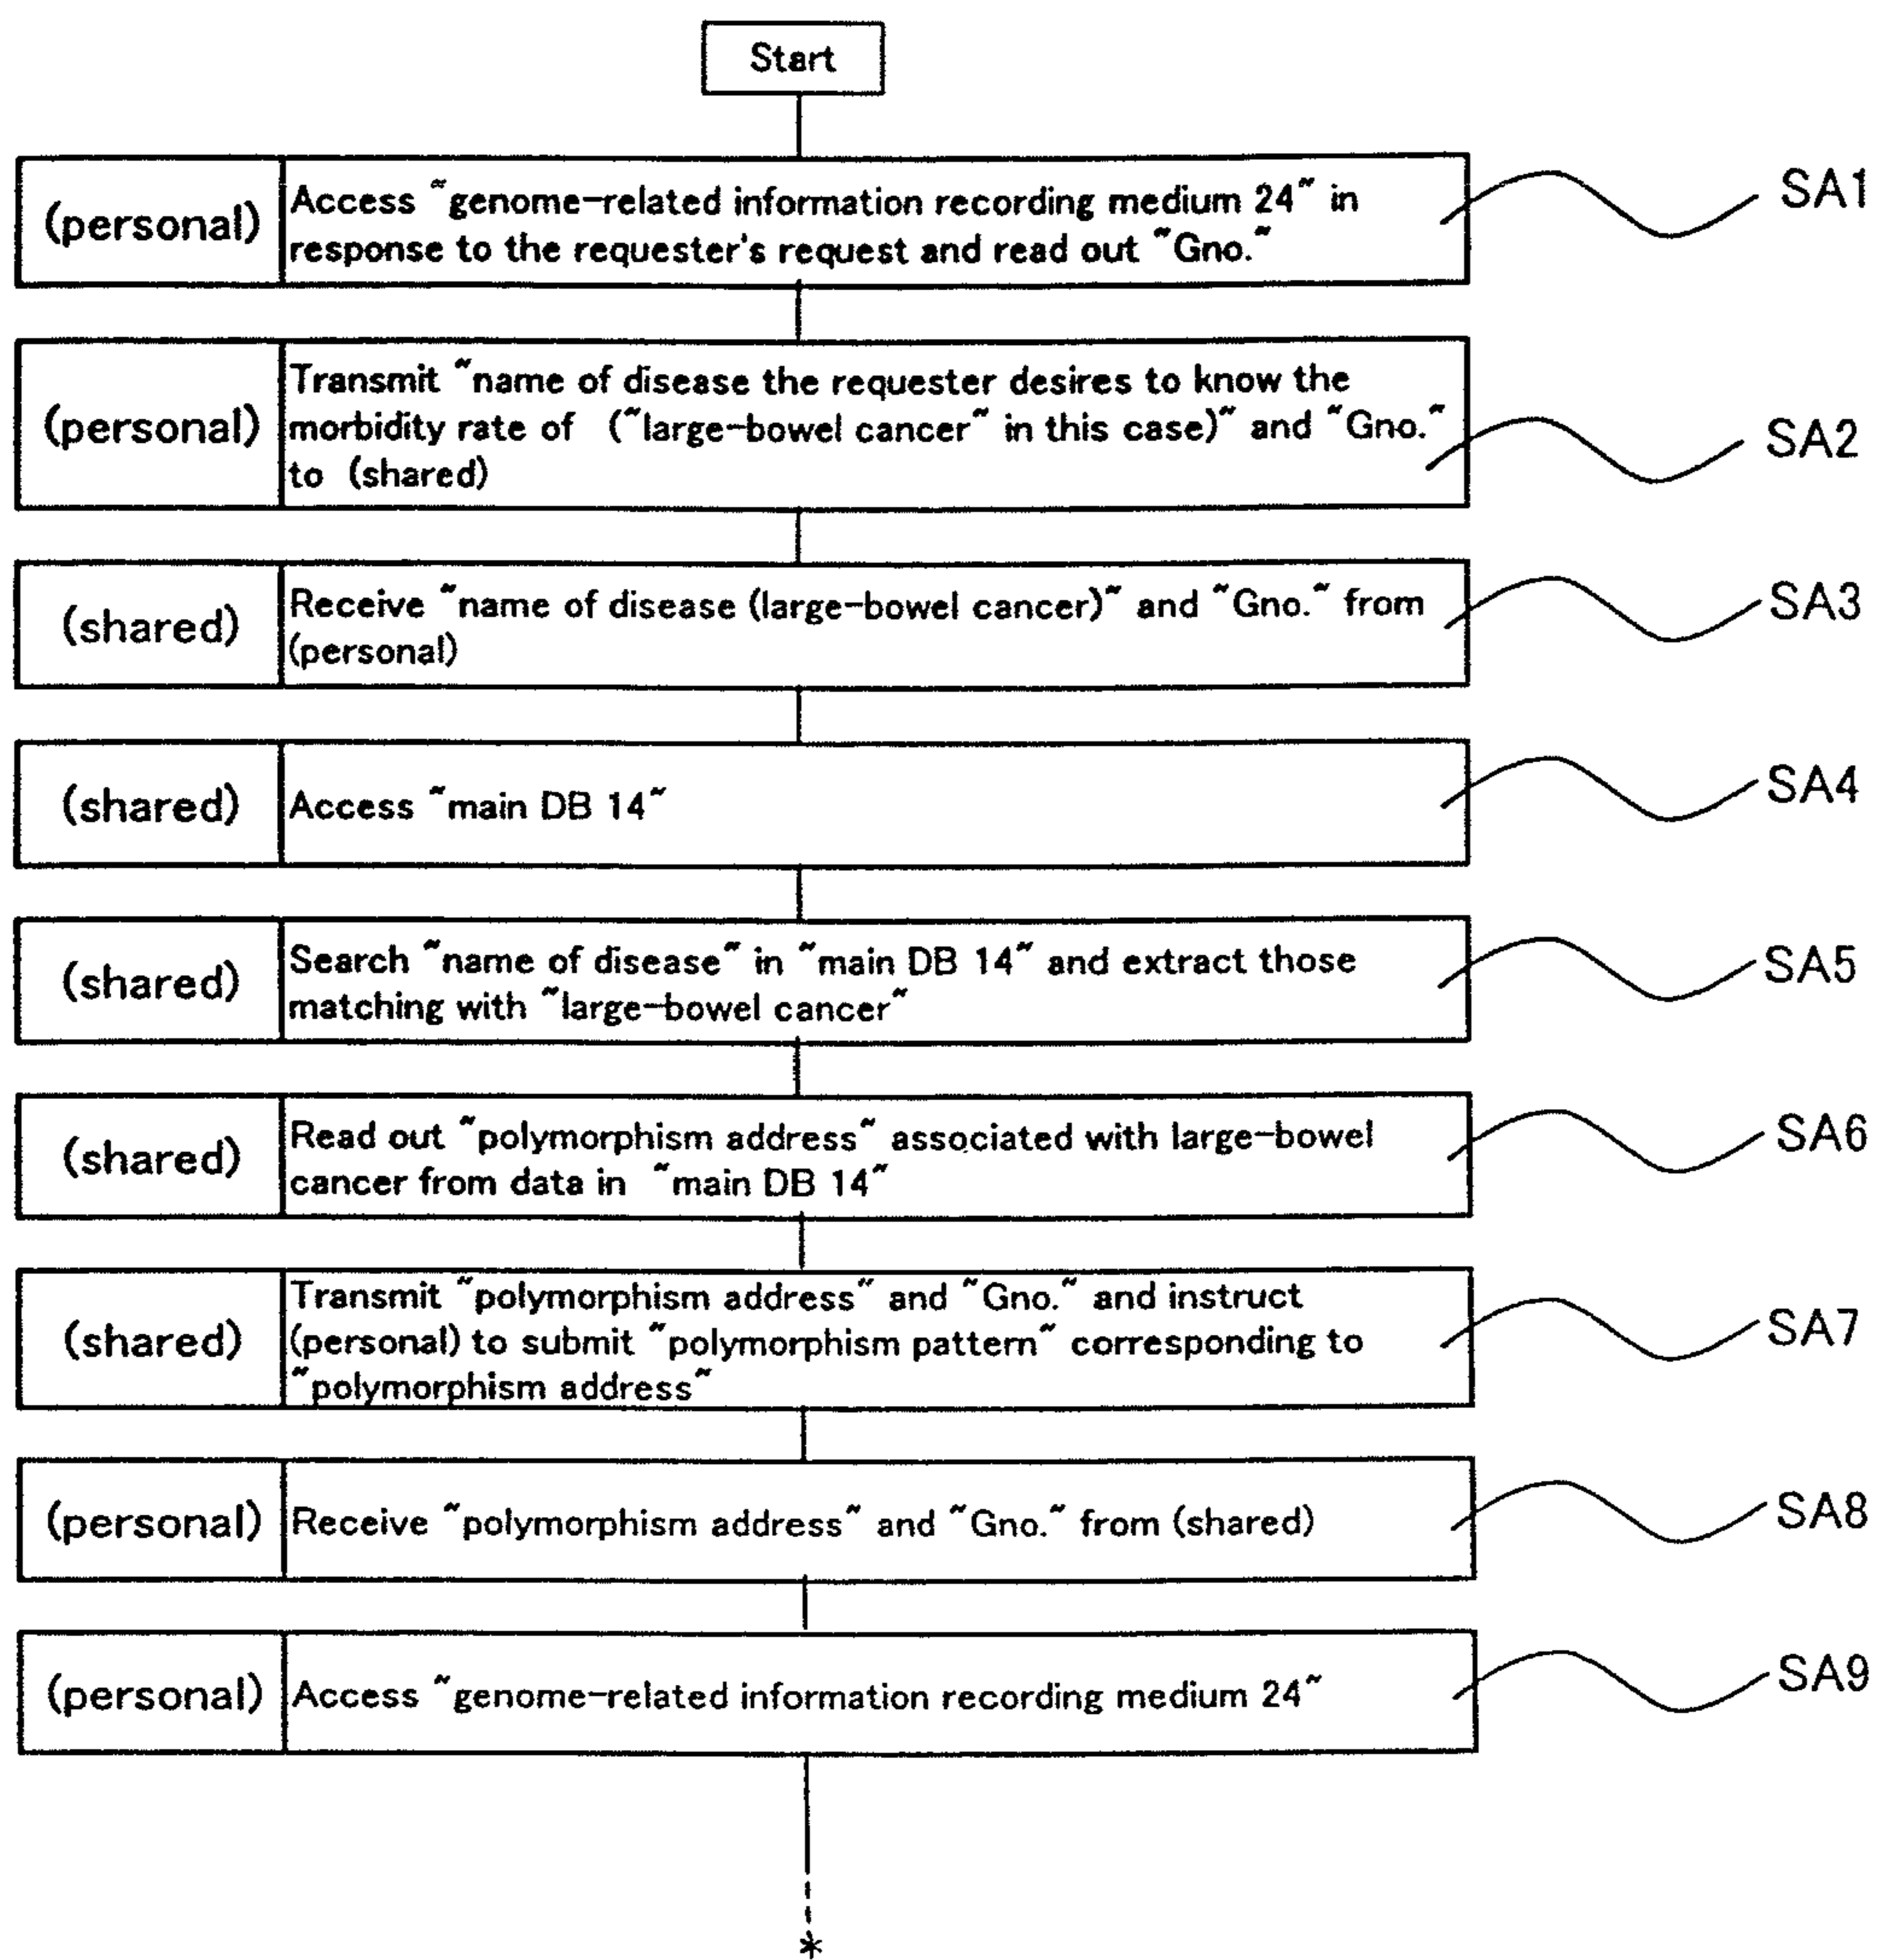 Start
(personal)
Access "genome-related information recording medium 24" in
response to the requester's request and read out "Gno."
SA1
(personal)
Transmit "name of disease the requester desires to know the
morbidity rate of ("large-bowel cancer" in this case)" and "Gno."
to (shared)
SA2
(shared)
Receive "name of disease (large-bowel cancer)" and "Gno." from
(personal)
SA3
(shared)
Access "main DB 14"
SA4
(shared)
Search "name of disease" in "main DB 14" and extract those
matching with "large-bowel cancer"
SA5
(shared)
Read out "polymorphism address" associated with large-bowel
cancer from data in "main DB 14"
SA6
(shared)
Transmit "polymorphism address" and "Gno." and instruct
(personal) to submit "polymorphism pattern" corresponding to
"polymorphism address"
SA7
(personal)
Receive "polymorphism address" and "Gno." from (shared)
SA8
(personal)
Access "genome-related information recording medium 24"
SA9
*